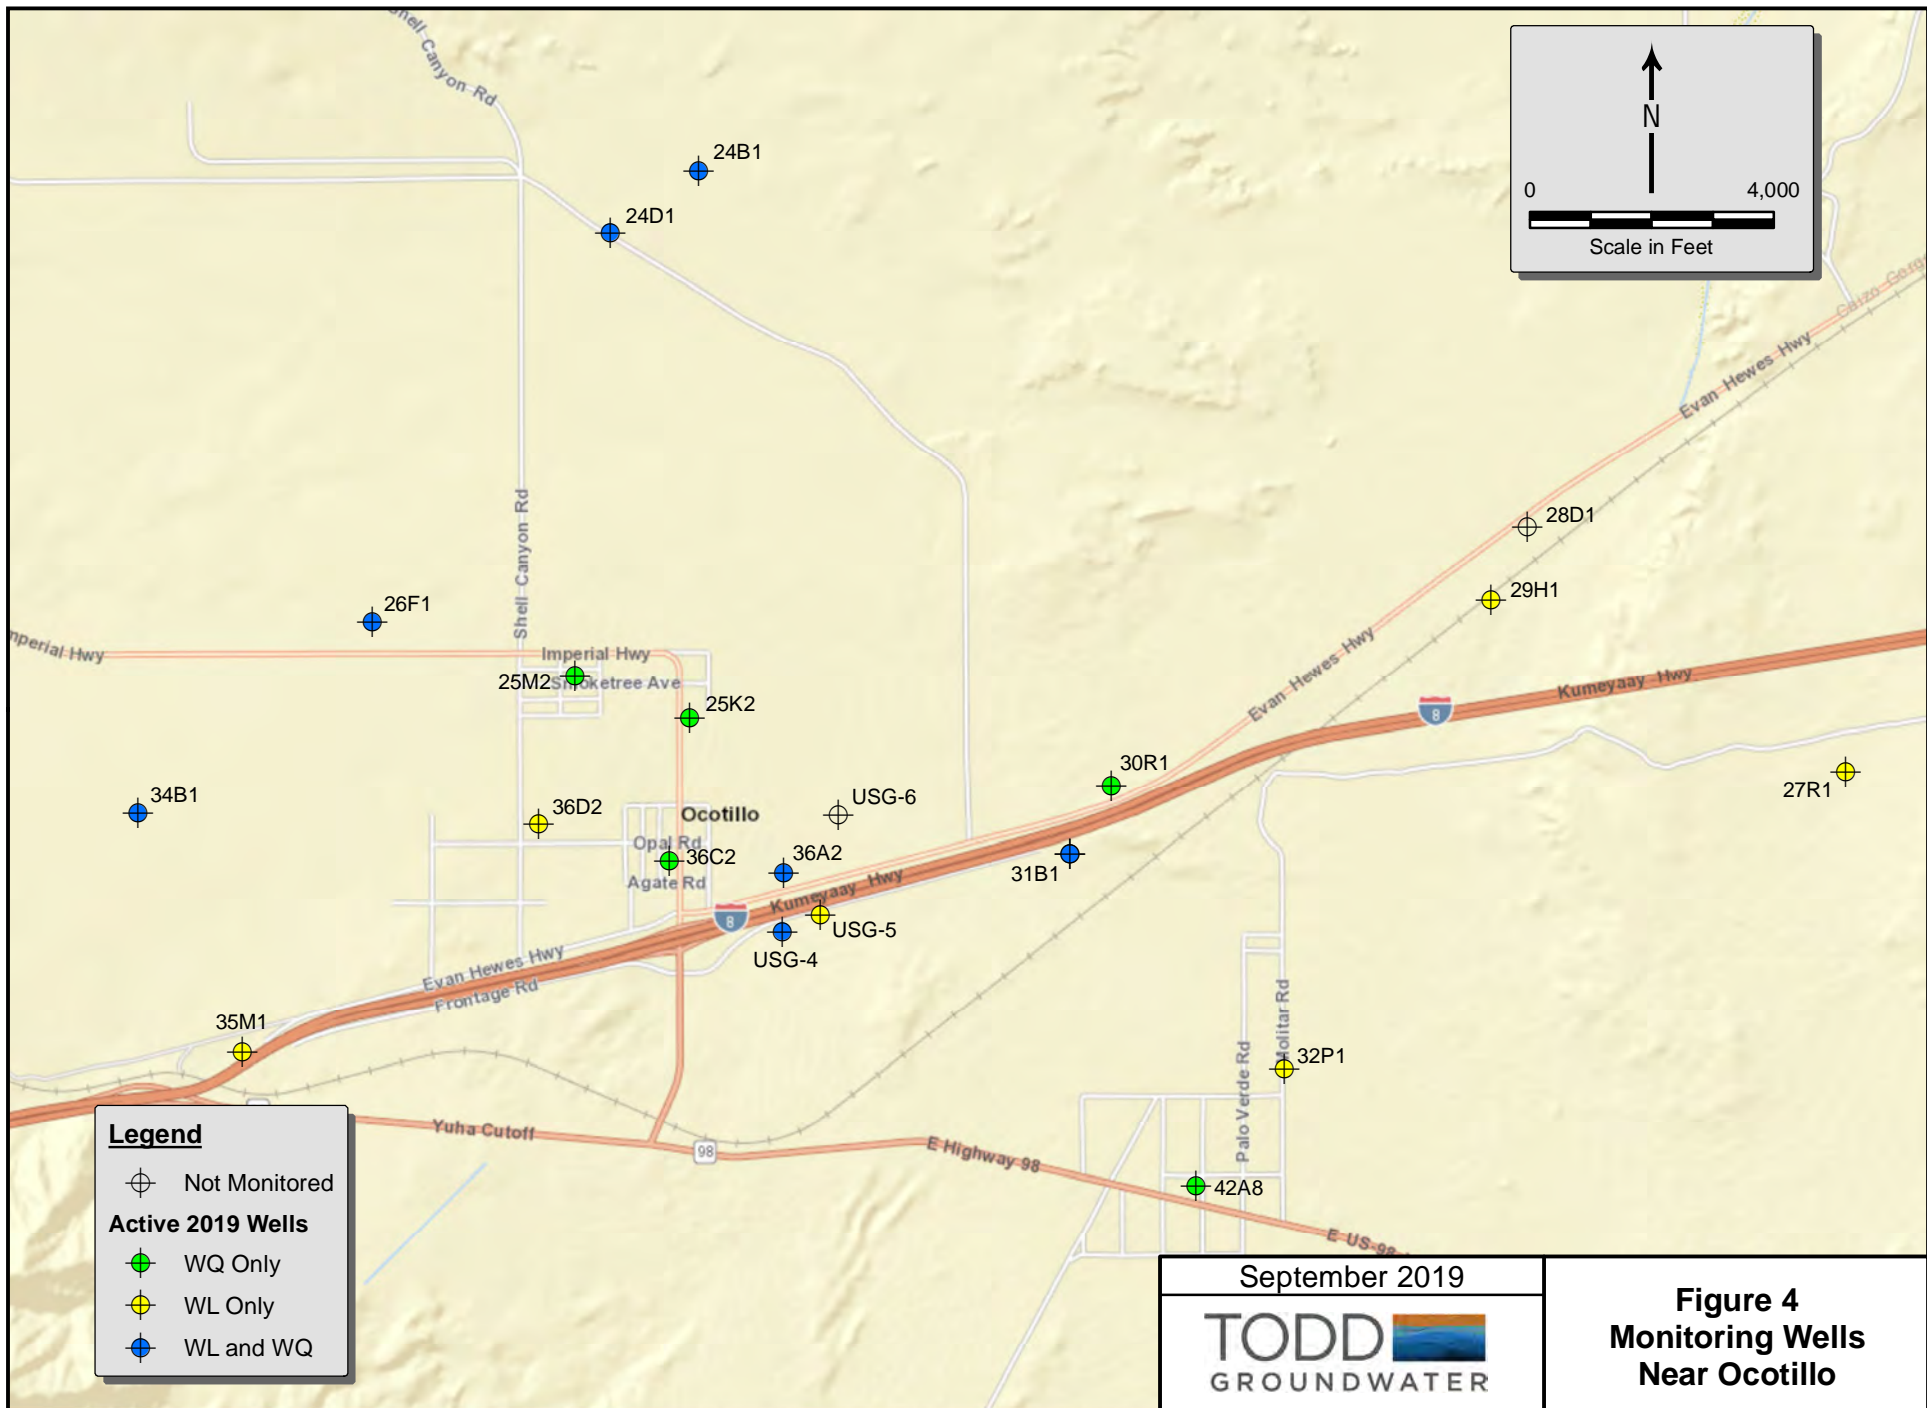 Shell Canyon Rd
N
0 4,000
Scale in Feet
24B1
24D1
Evan Hewes Hwy
Shell Canyon Rd
28D1
29H1
26F1
Imperial Hwy
Imperial Hwy
25M2
Smoketree Ave
25K2
Evan Hewes Hwy
Kumeyaay Hwy
8
30R1
27R1
34B1
36D2
Ocotillo
USG-6
Opal Rd
36C2
36A2
31B1
Agate Rd
Kumeyaay Hwy
8
USG-5
USG-4
Evan Hewes Hwy
Frontage Rd
35M1
Molitar Rd
Palo Verde Rd
32P1
Yuha Cutoff
98
E Highway 98
42A8
E US-98
Legend
Not Monitored
Active 2019 Wells
WQ Only
WL Only
WL and WQ
September 2019
TODD
GROUNDWATER
Figure 4
Monitoring Wells
Near Ocotillo